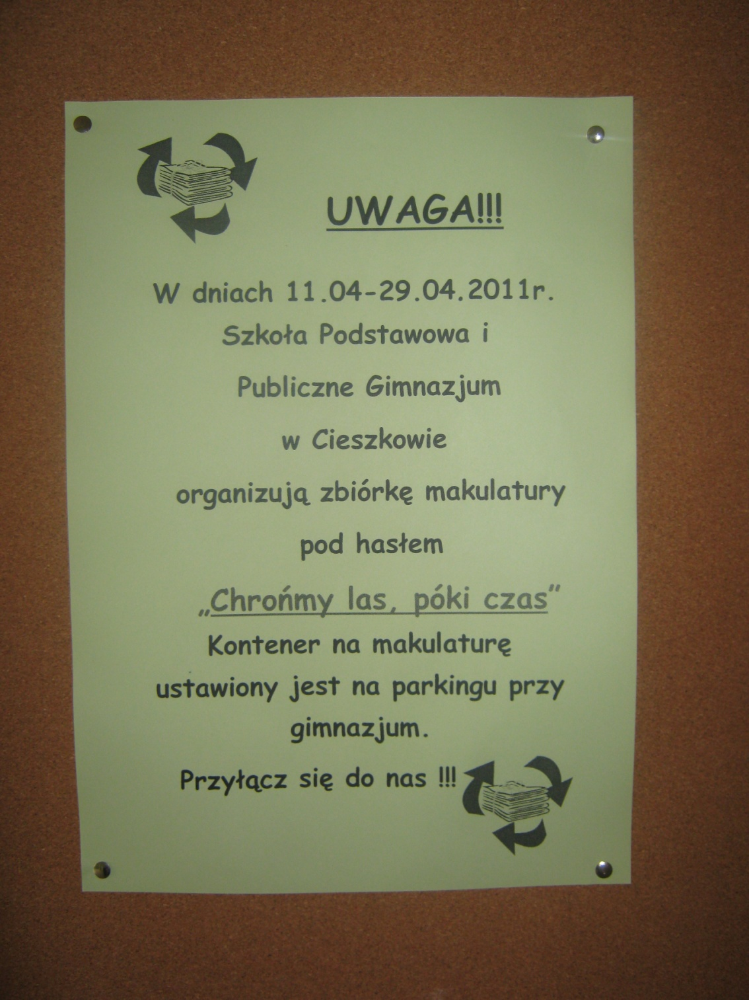 UWAGA!!!
W dniach 11.04-29.04.2011r.
Szkoła Podstawowa i
Publiczne Gimnazjum
w Cieszkowie
organizują zbiórkę makulatury
pod hasłem
„Chrońmy las, póki czas”
Kontener na makulaturę
ustawiony jest na parkingu przy
gimnazjum.
Przyłącz się do nas !!!